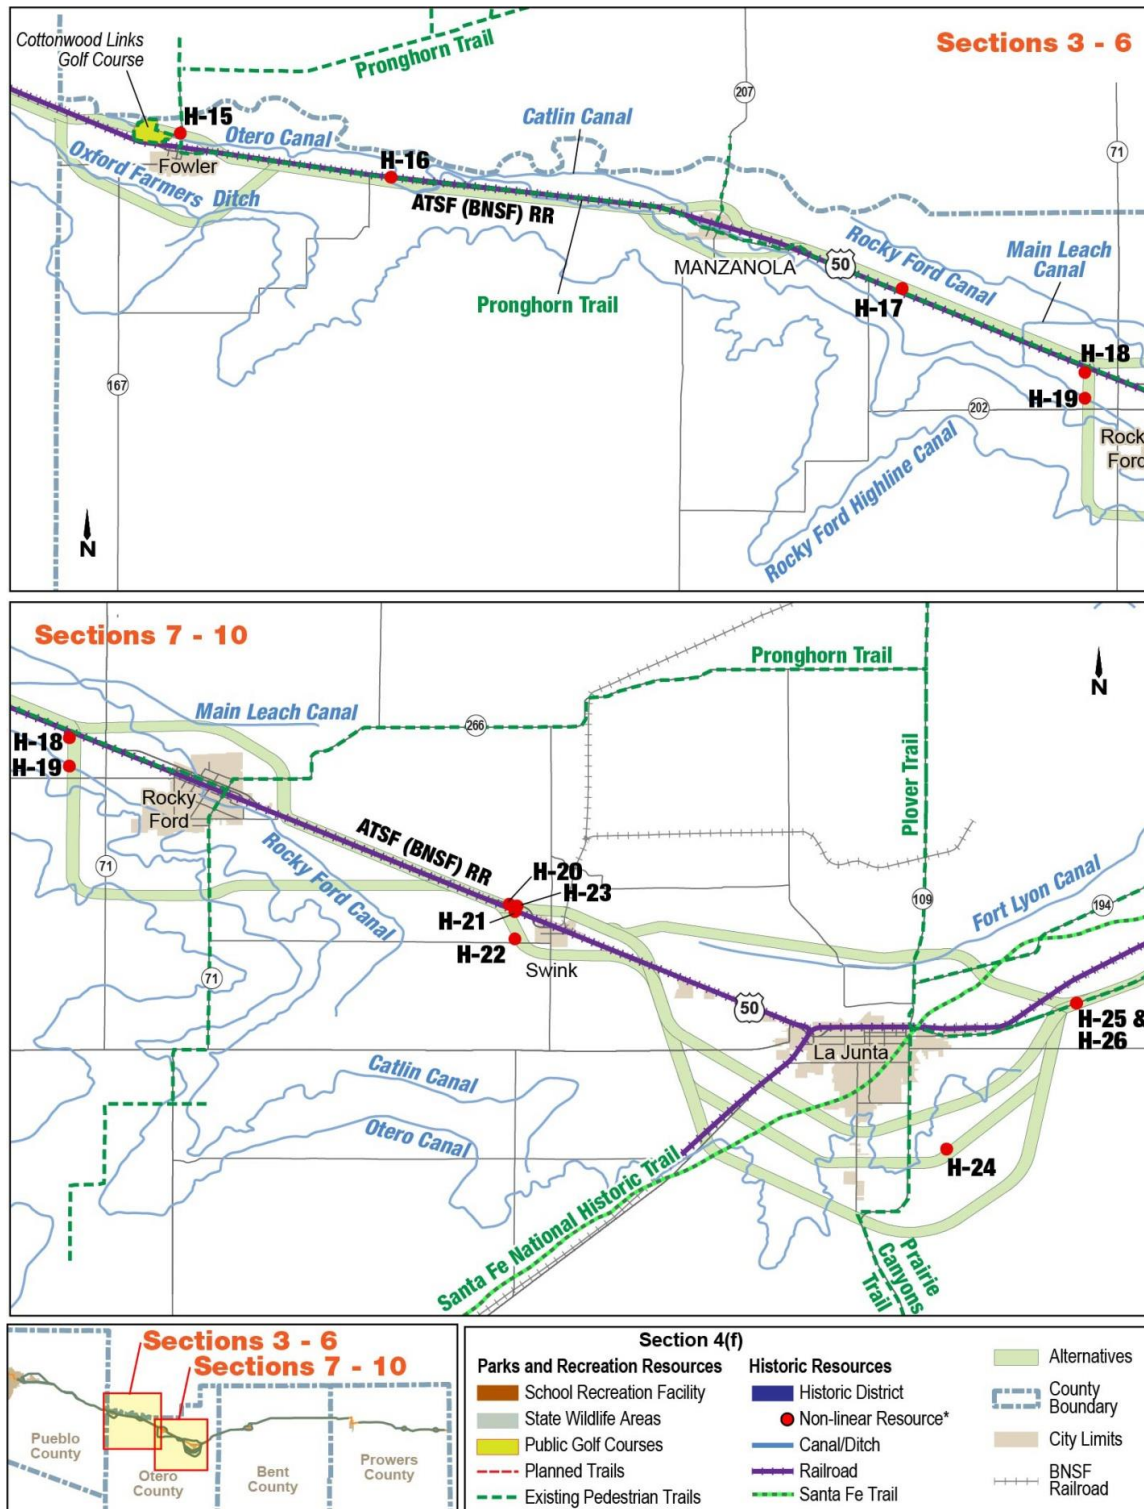 Cottonwood Links
Golf Course
Pronghorn Trail
Sections 3 - 6
207
H-15
Otero Canal
Catlin Canal
71
Fowler
H-16
Oxford Farmers Ditch
ATSF (BNSF) RR
Rocky Ford Canal
Main Leach
Canal
MANZANOLA
50
Pronghorn Trail
H-17
H-18
167
H-19
202
Rocky Ford Highline Canal
N
Sections 7 - 10
Pronghorn Trail
N
Main Leach Canal
266
H-18
H-19
Plover Trail
Rocky
Ford
ATSF (BNSF) RR
71
Rocky Ford Canal
H-20
H-23
H-21
H-22
109
Fort Lyon Canal
194
Swink
71
50
H-25 &
H-26
La Junta
Catlin Canal
Otero Canal
H-24
Santa Fe National Historic Trail
Prairie
Canyons
Trail
Sections 3 - 6
Sections 7 - 10
Pueblo
County
Otero
County
Bent
County
Prowers
County
Section 4(f)
Parks and Recreation Resources
School Recreation Facility
State Wildlife Areas
Public Golf Courses
Planned Trails
Existing Pedestrian Trails
Historic Resources
Historic District
Non-linear Resource*
Canal/Ditch
Railroad
Santa Fe Trail
Alternatives
County
Boundary
City Limits
BNSF
Railroad